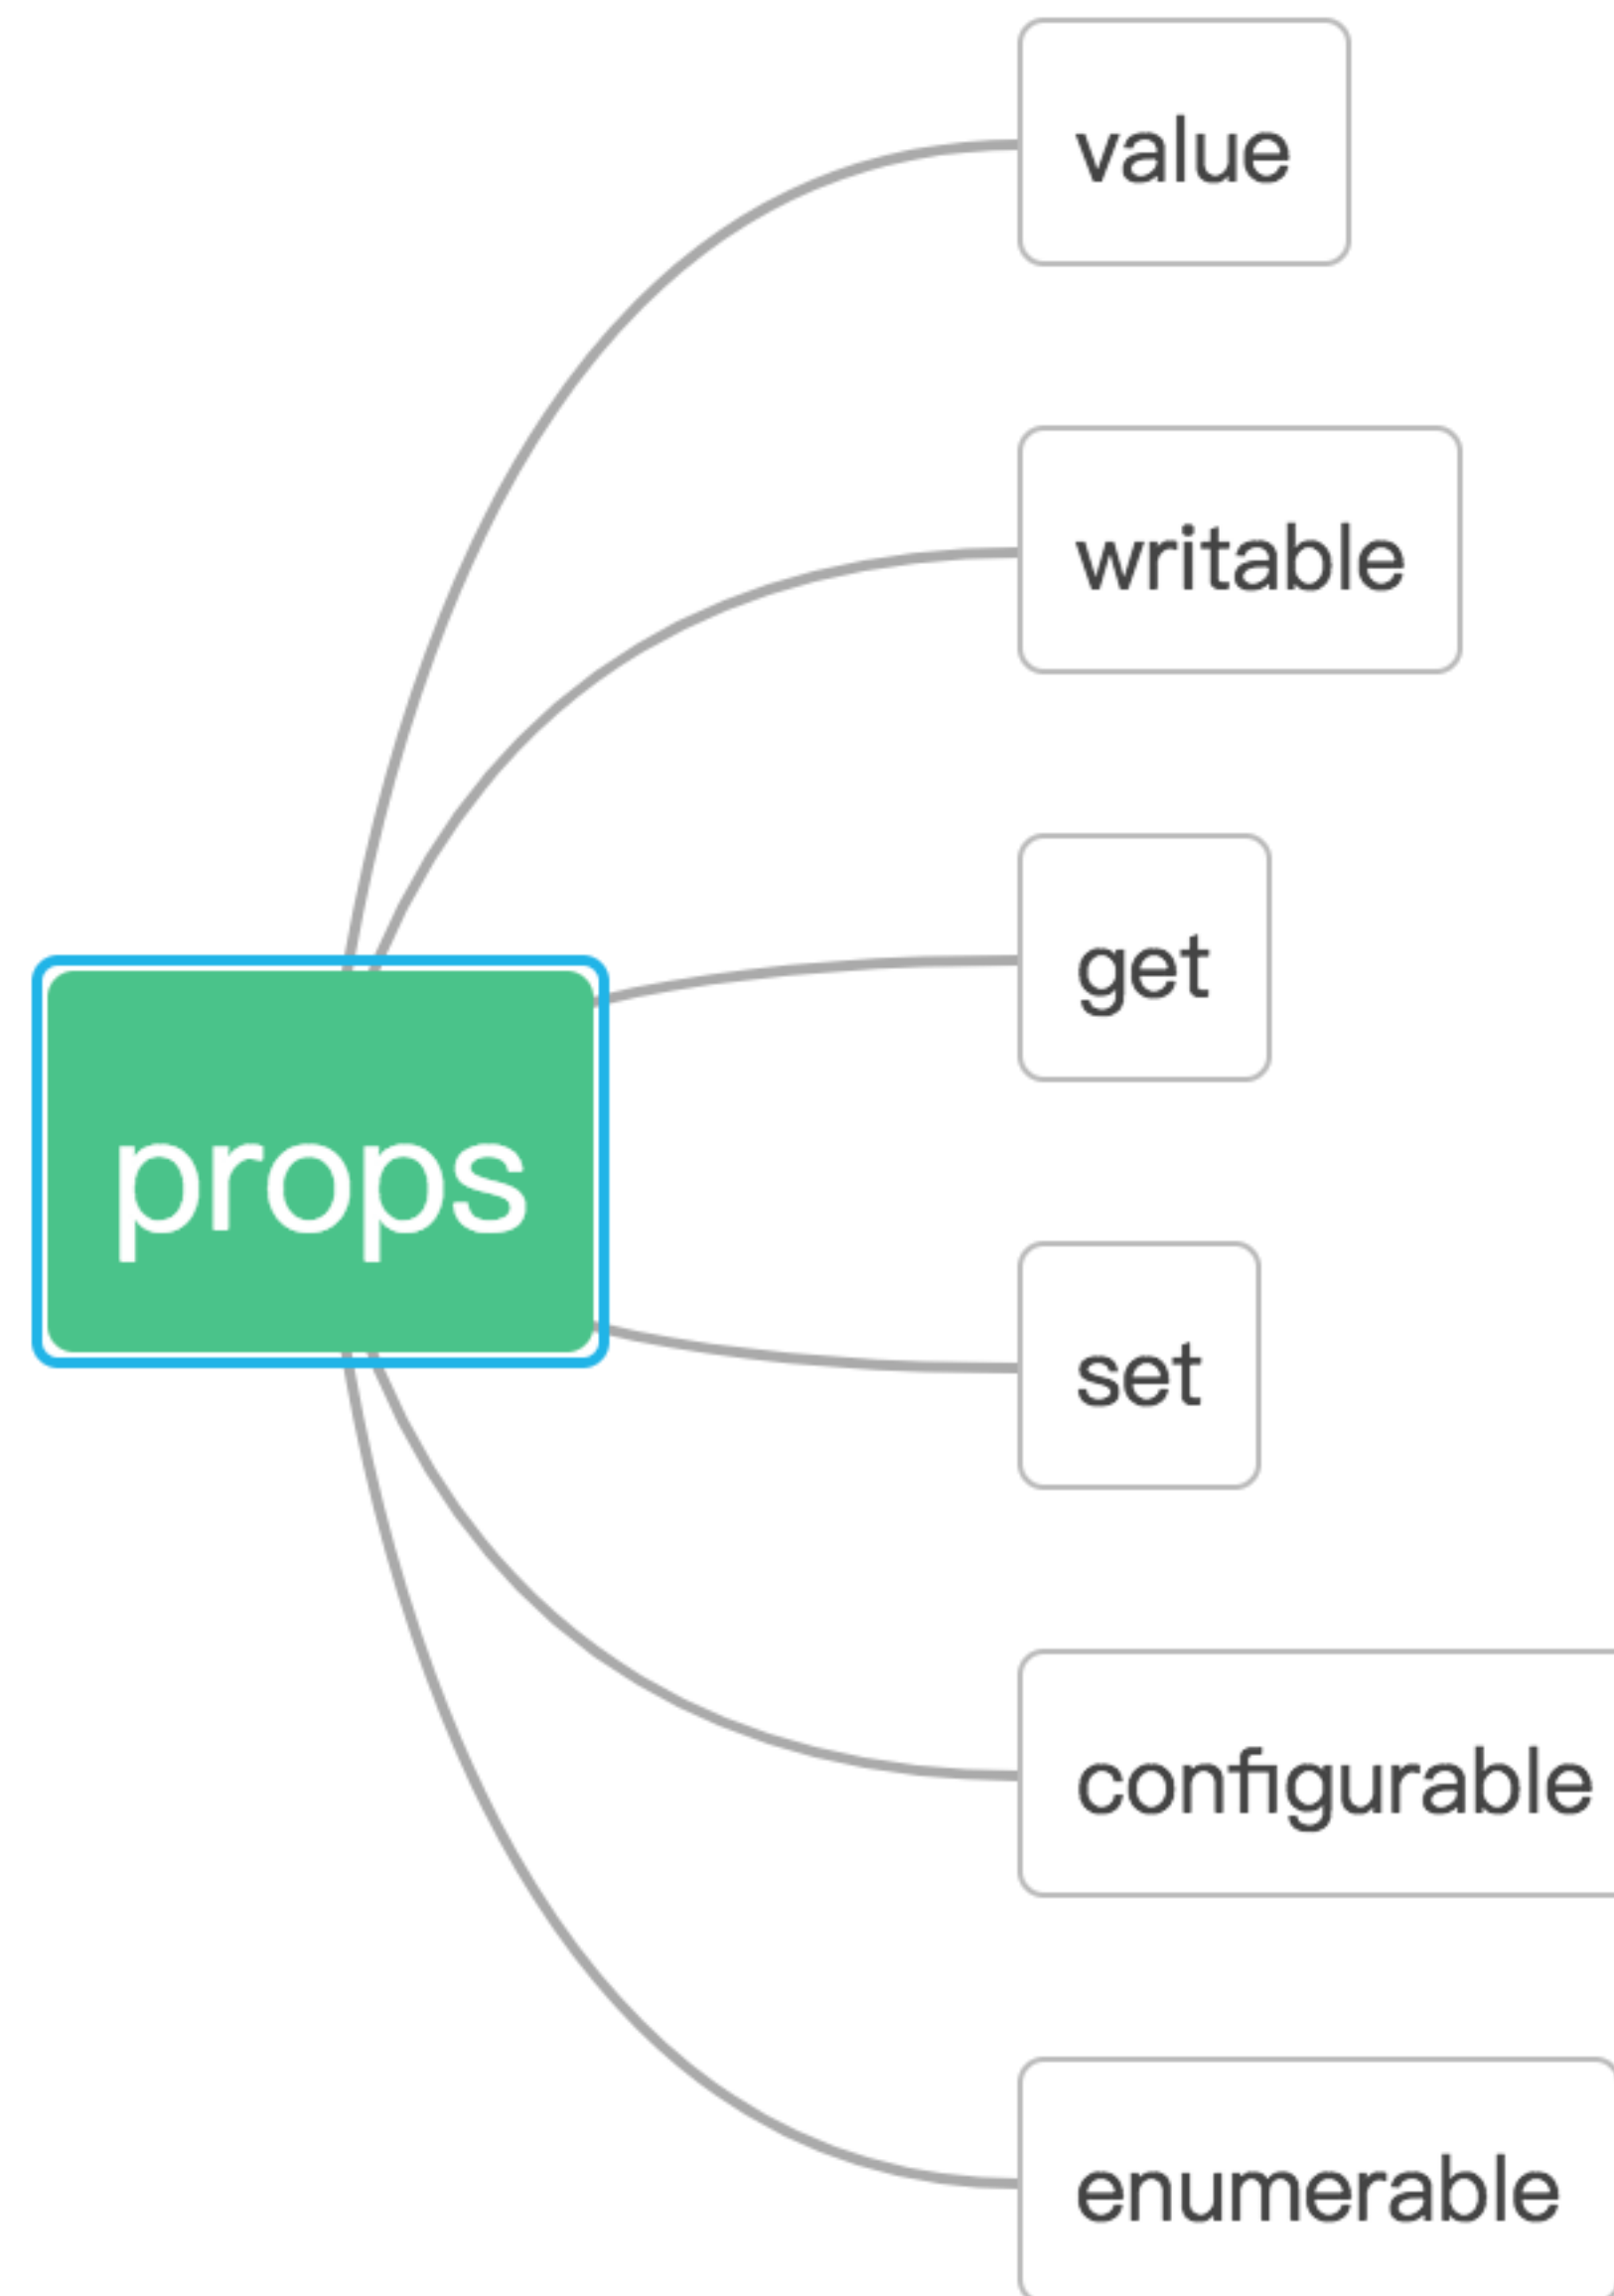 value
writable
get
props
set
configurable
enumerable